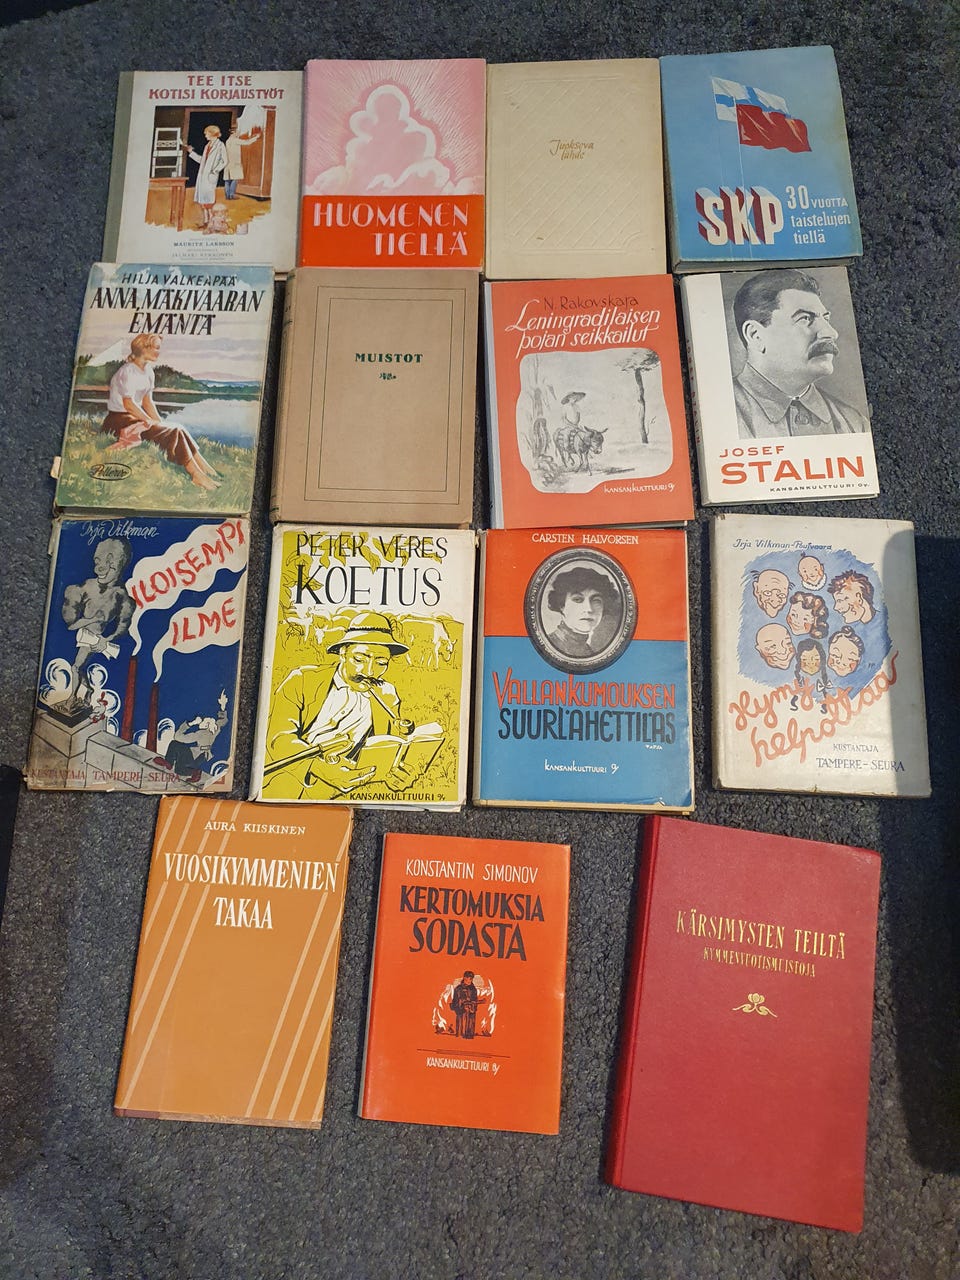 TEE ITSE
KOTISI KORJAUSTYÖT
MAURITZ LARSSON
HUOMENEN
TIELLÄ
Juokseva
lähde
SKP
30 VUOTTA
taistelujen
tiellä
HILJA VALKEAPÄÄ
ANNA, MÄKIVAARAN
EMÄNTÄ
Pellervo
MUISTOT
N. Rakovskaja
Leningradilaisen
pojan seikkailut
KANSANKULTTUURI Oy
JOSEF
STALIN
KANSANKULTTUURI OY.
Irja Vilkman
ILOISEMPI
ILME
KUSTANTAJA TAMPERE-SEURA
PÉTER VERES
KOETUS
KANSANKULTTUURI Oy
CARSTEN HALVORSEN
VALLANKUMOUKSEN
SUURLÄHETTILÄS
KANSANKULTTUURI Oy
Irja Vilkman-Poukvaara
Hymy
helpottaa
KUSTANTAJA
TAMPERE-SEURA
AURA KIISKINEN
VUOSIKYMMENIEN
TAKAA
KONSTANTIN SIMONOV
KERTOMUKSIA
SODASTA
KANSANKULTTUURI Oy
KÄRSIMYSTEN TEILTÄ
KYMMENVUOTISMUISTOJA